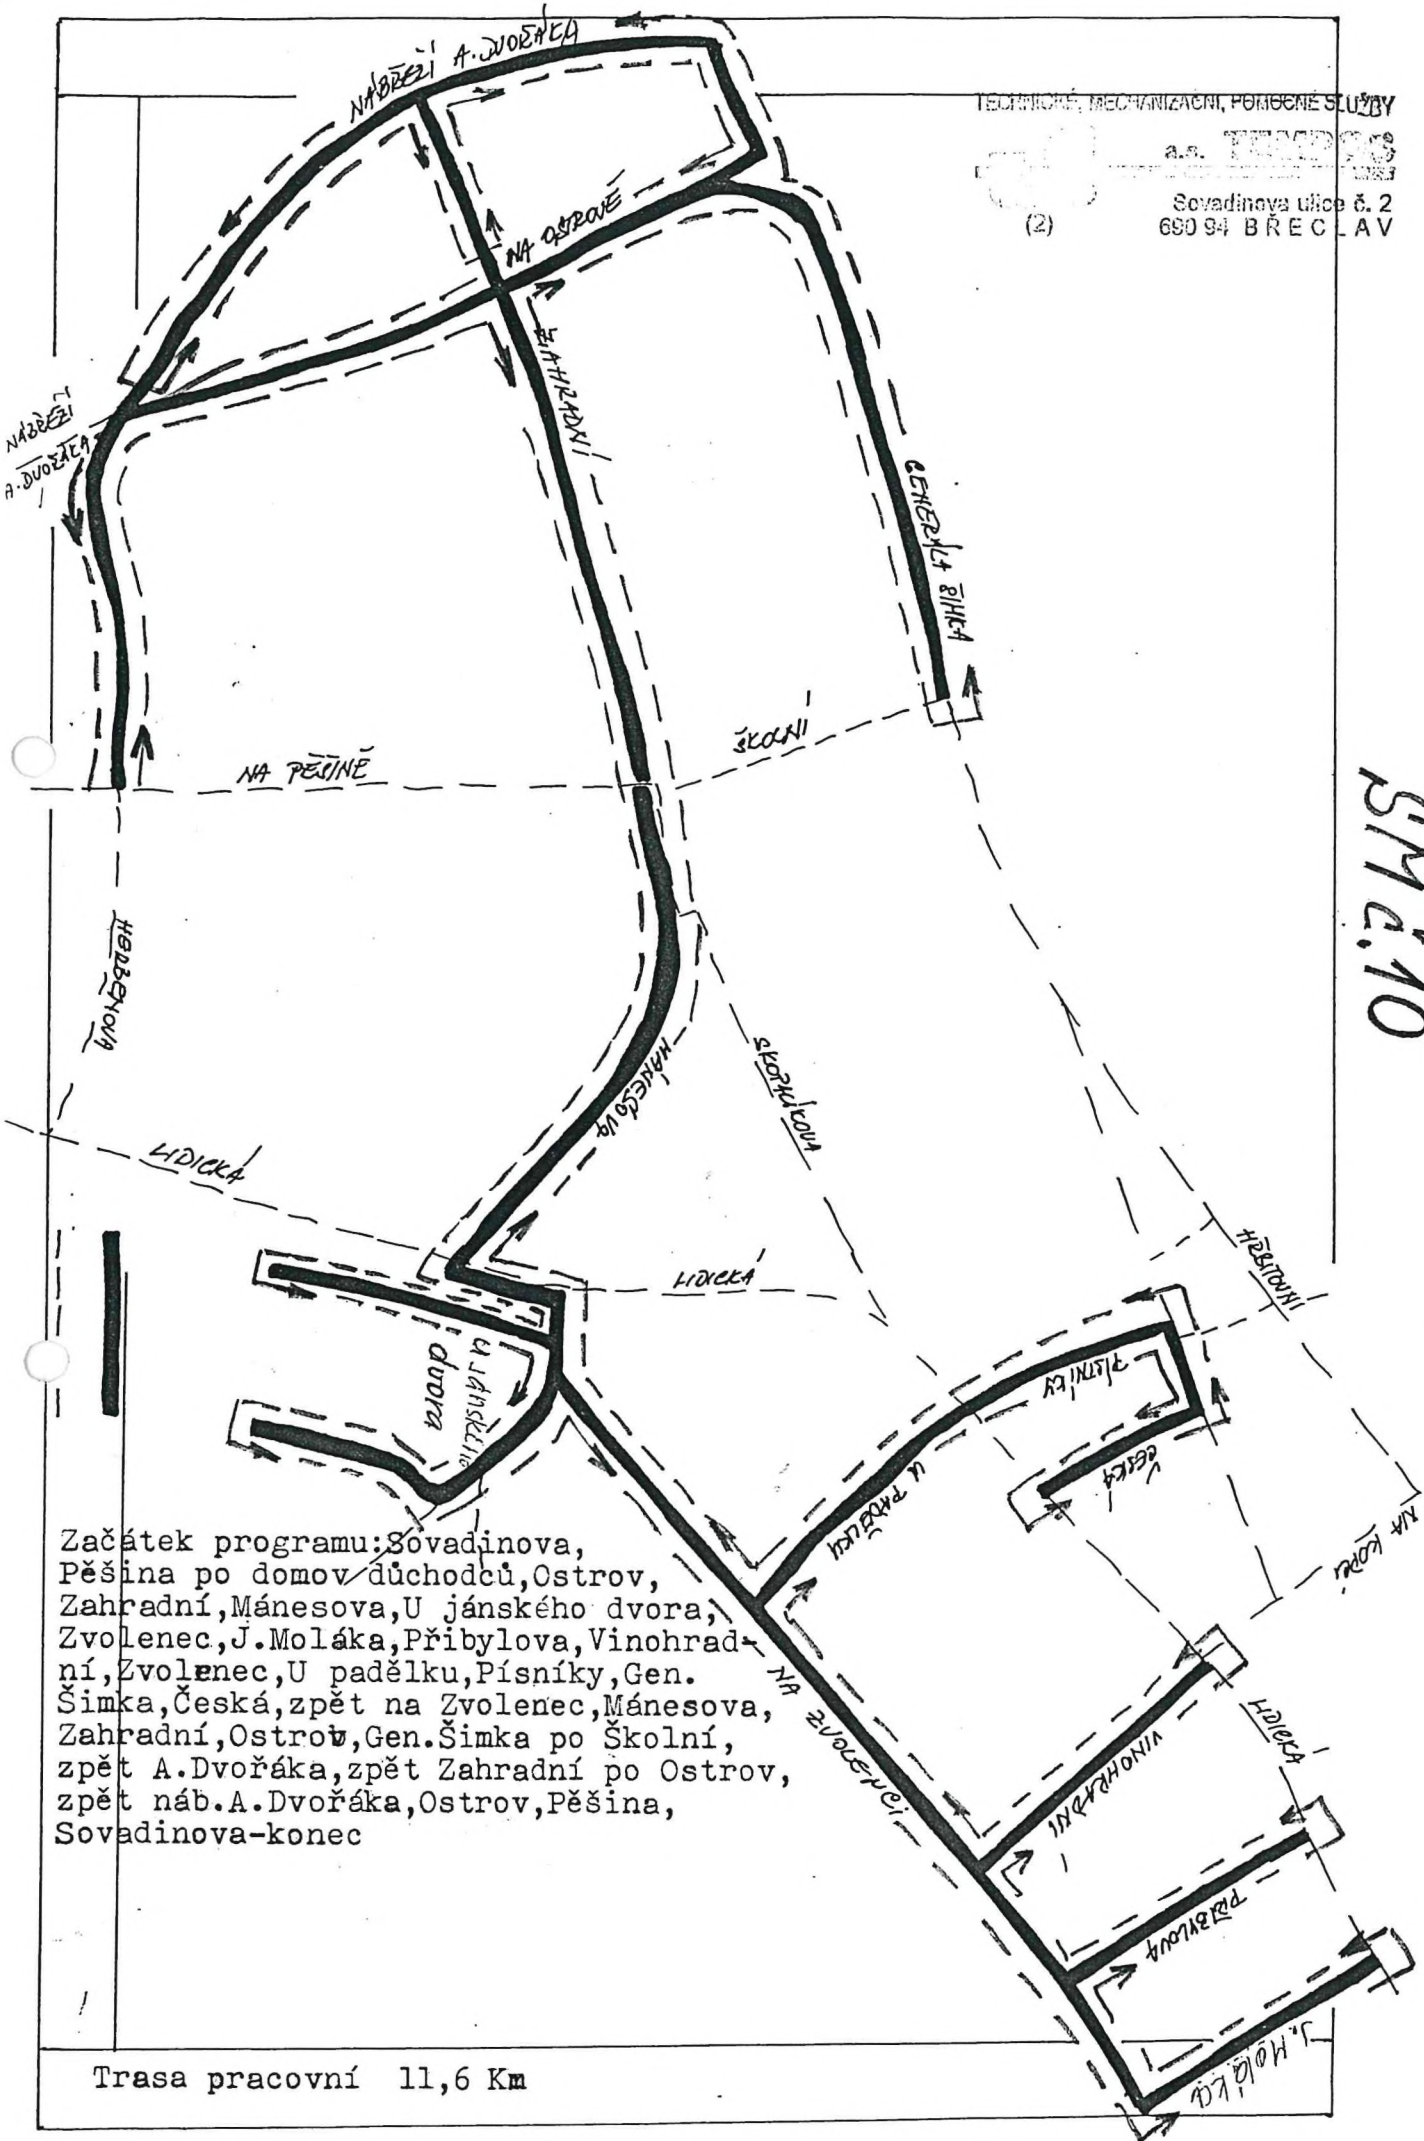 NÁBŘEŽÍ A. DVOŘÁKA
TECHNICKÉ, MECHANIZAČNÍ, POMOCNÉ SLUŽBY
a.s. TEMPOS
Sovadinova ulice č. 2
(2)
690 94 BŘECLAV
NA OSTROVĚ
ZAHRADNÍ
NÁBŘEŽÍ
A. DVOŘÁKA
GENERÁLA ŠIMKA
ŠKOLNÍ
NA PĚŠINĚ
ŠM č.10
HERBENOVA
MÁNESOVA
SKOPALÍKOVA
LIDICKÁ
LIDICKÁ
HŘBITOVNÍ
U JÁNSKÉHO
dvora
PÍSNÍKY
ČESKÁ
U PADĚLKU
NA KOPCI
Začátek programu:Sovadinova,
Pěšina po domov důchodců,Ostrov,
Zahradní,Mánesova,U jánského dvora,
Zvolenec,J.Moláka,Přibylova,Vinohrad-
ní,Zvolenec,U padělku,Písníky,Gen.
Šimka,Česká,zpět na Zvolenec,Mánesova,
Zahradní,Ostrov,Gen.Šimka po Školní,
zpět A.Dvořáka,zpět Zahradní po Ostrov,
zpět náb.A.Dvořáka,Ostrov,Pěšina,
Sovadinova-konec
NA ZVOLENCI
LIDICKÁ
VINOHRADNÍ
PŘIBYLOVA
J. Moláka
Trasa pracovní 11,6 Km